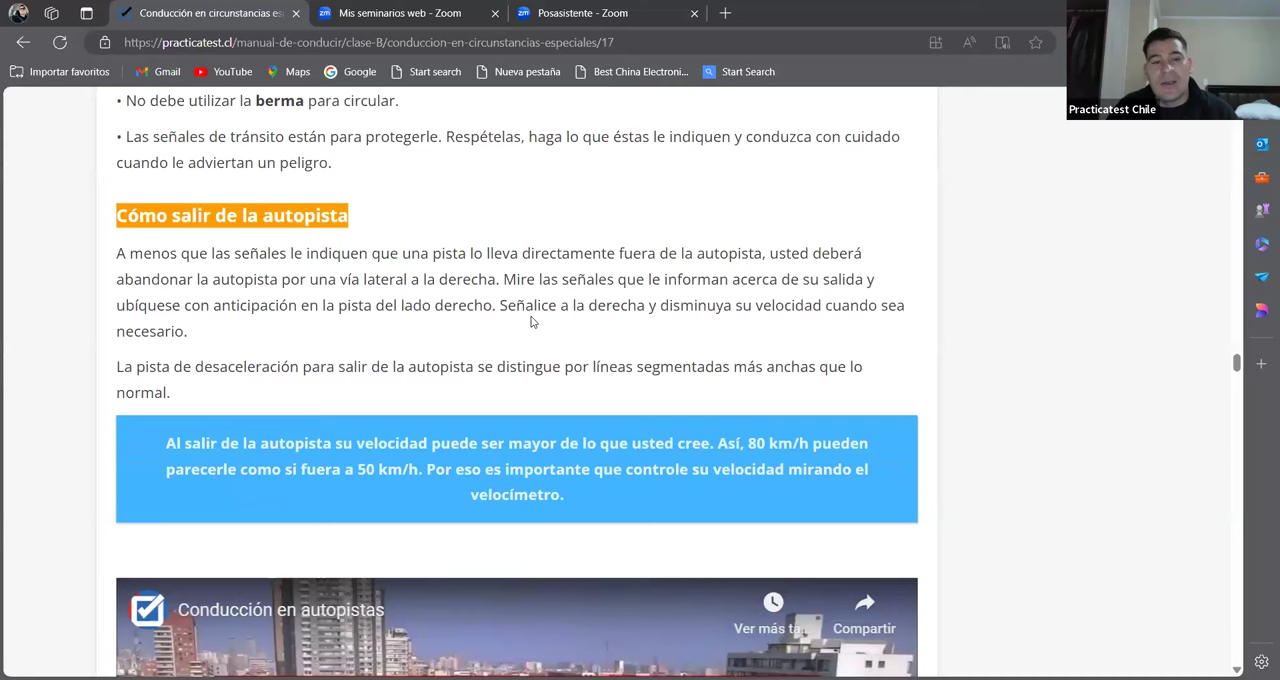 Conducción en circunstancias es
Mis seminarios web - Zoom
Posasistente - Zoom
https://practicatest.cl/manual-de-conducir/clase-B/conduccion-en-circunstancias-especiales/17
Importar favoritos
Gmail
YouTube
Maps
Google
Start search
Nueva pestaña
Best China Electroni...
Start Search
Practicatest Chile
• No debe utilizar la berma para circular.
• Las señales de tránsito están para protegerle. Respételas, haga lo que éstas le indiquen y conduzca con cuidado
cuando le adviertan un peligro.
Cómo salir de la autopista
A menos que las señales le indiquen que una pista lo lleva directamente fuera de la autopista, usted deberá
abandonar la autopista por una vía lateral a la derecha. Mire las señales que le informan acerca de su salida y
ubíquese con anticipación en la pista del lado derecho. Señalice a la derecha y disminuya su velocidad cuando sea
necesario.
La pista de desaceleración para salir de la autopista se distingue por líneas segmentadas más anchas que lo
normal.
Al salir de la autopista su velocidad puede ser mayor de lo que usted cree. Así, 80 km/h pueden
parecerle como si fuera a 50 km/h. Por eso es importante que controle su velocidad mirando el
velocímetro.
Conducción en autopistas
Ver más ta...
Compartir